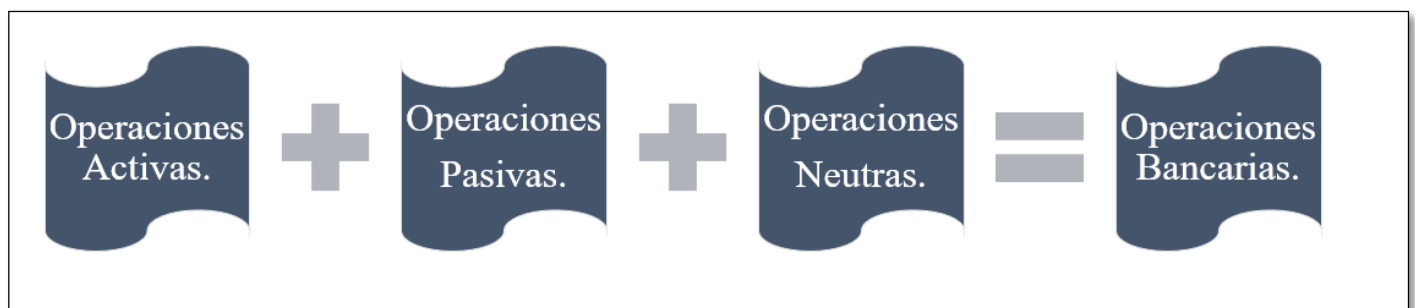 Operaciones
Activas.
Operaciones
Pasivas.
Operaciones
Neutras.
Operaciones
Bancarias.